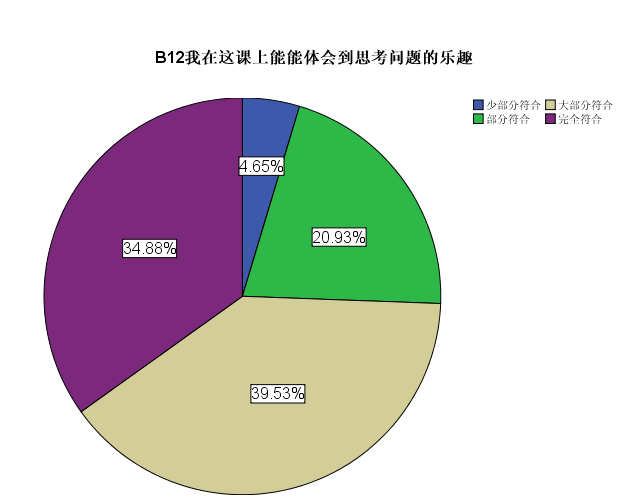 B12我在这课上能能体会到思考问题的乐趣
少部分符合 大部分符合
部分符合 完全符合
4.65%
20.93%
34.88%
39.53%